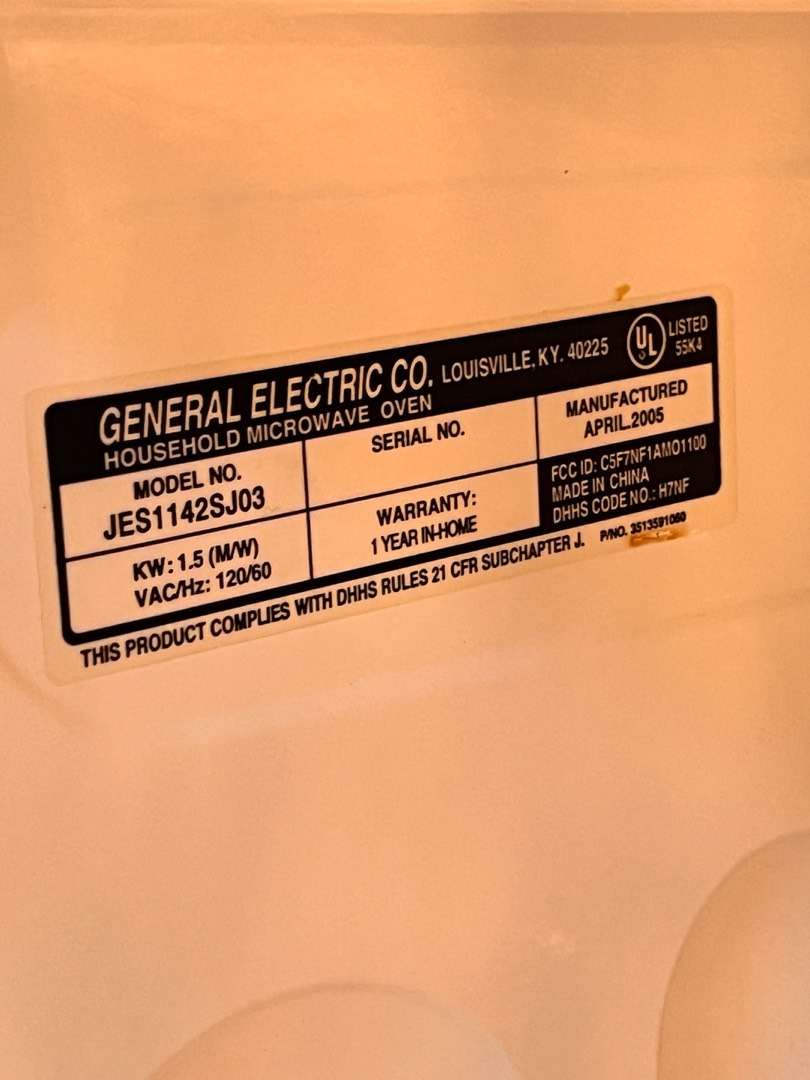 GENERAL ELECTRIC CO. LOUISVILLE, KY. 40225
HOUSEHOLD MICROWAVE OVEN
UL LISTED
55K4
MODEL NO.
JES1142SJ03
SERIAL NO.
MANUFACTURED
APRIL.2005
KW: 1.5 (M/W)
VAC/Hz: 120/60
WARRANTY:
1 YEAR IN-HOME
FCC ID: C5F7NF1AMO1100
MADE IN CHINA
DHHS CODE NO.: H7NF
THIS PRODUCT COMPLIES WITH DHHS RULES 21 CFR SUBCHAPTER J. P/NO. 3513591060